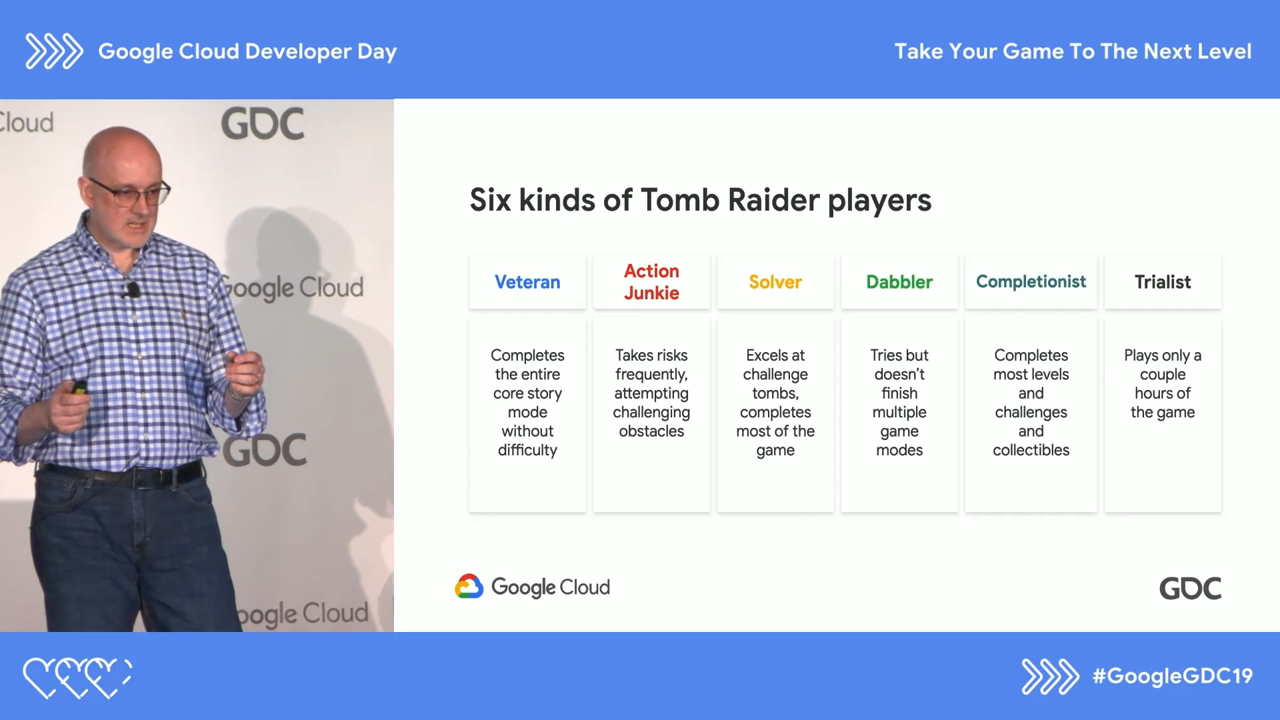 Google Cloud Developer Day
Take Your Game To The Next Level
Cloud
GDC
Google Cloud
GDC
Google Cloud
Six kinds of Tomb Raider players
Veteran
Completes
the entire
core story
mode
without
difficulty
Action
Junkie
Takes risks
frequently,
attempting
challenging
obstacles
Solver
Excels at
challenge
tombs,
completes
most of the
game
Dabbler
Tries but
doesn't
finish
multiple
game
modes
Completionist
Completes
most levels
and
challenges
and
collectibles
Trialist
Plays only a
couple
hours of
the game
Google Cloud
GDC
#GoogleGDC19